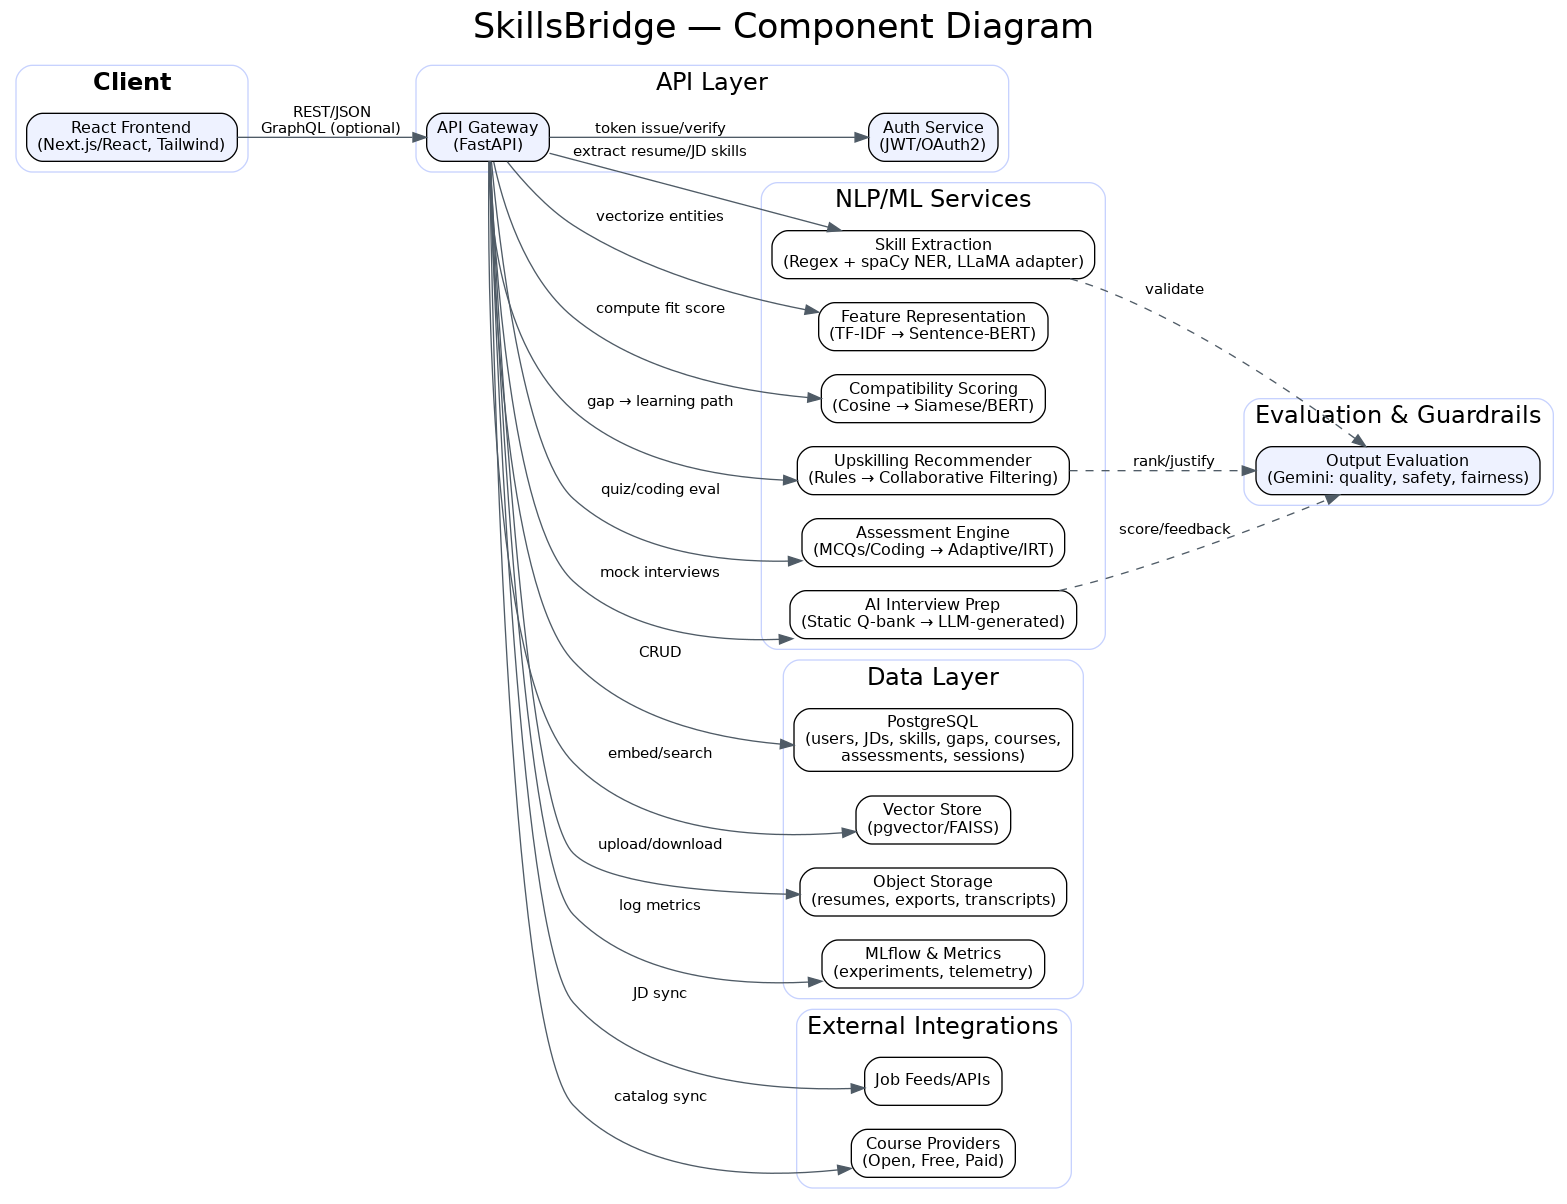 SkillsBridge — Component Diagram
Client
React Frontend
(Next.js/React, Tailwind)
REST/JSON
GraphQL (optional)
API Layer
API Gateway
(FastAPI)
token issue/verify
Auth Service
(JWT/OAuth2)
extract resume/JD skills
NLP/ML Services
vectorize entities
Skill Extraction
(Regex + spaCy NER, LLaMA adapter)
validate
compute fit score
Feature Representation
(TF-IDF → Sentence-BERT)
gap → learning path
Compatibility Scoring
(Cosine → Siamese/BERT)
Evaluation & Guardrails
Upskilling Recommender
(Rules → Collaborative Filtering)
rank/justify
Output Evaluation
(Gemini: quality, safety, fairness)
quiz/coding eval
Assessment Engine
(MCQs/Coding → Adaptive/IRT)
score/feedback
mock interviews
AI Interview Prep
(Static Q-bank → LLM-generated)
CRUD
Data Layer
PostgreSQL
(users, JDs, skills, gaps, courses,
assessments, sessions)
embed/search
Vector Store
(pgvector/FAISS)
upload/download
Object Storage
(resumes, exports, transcripts)
log metrics
MLflow & Metrics
(experiments, telemetry)
JD sync
External Integrations
Job Feeds/APIs
catalog sync
Course Providers
(Open, Free, Paid)